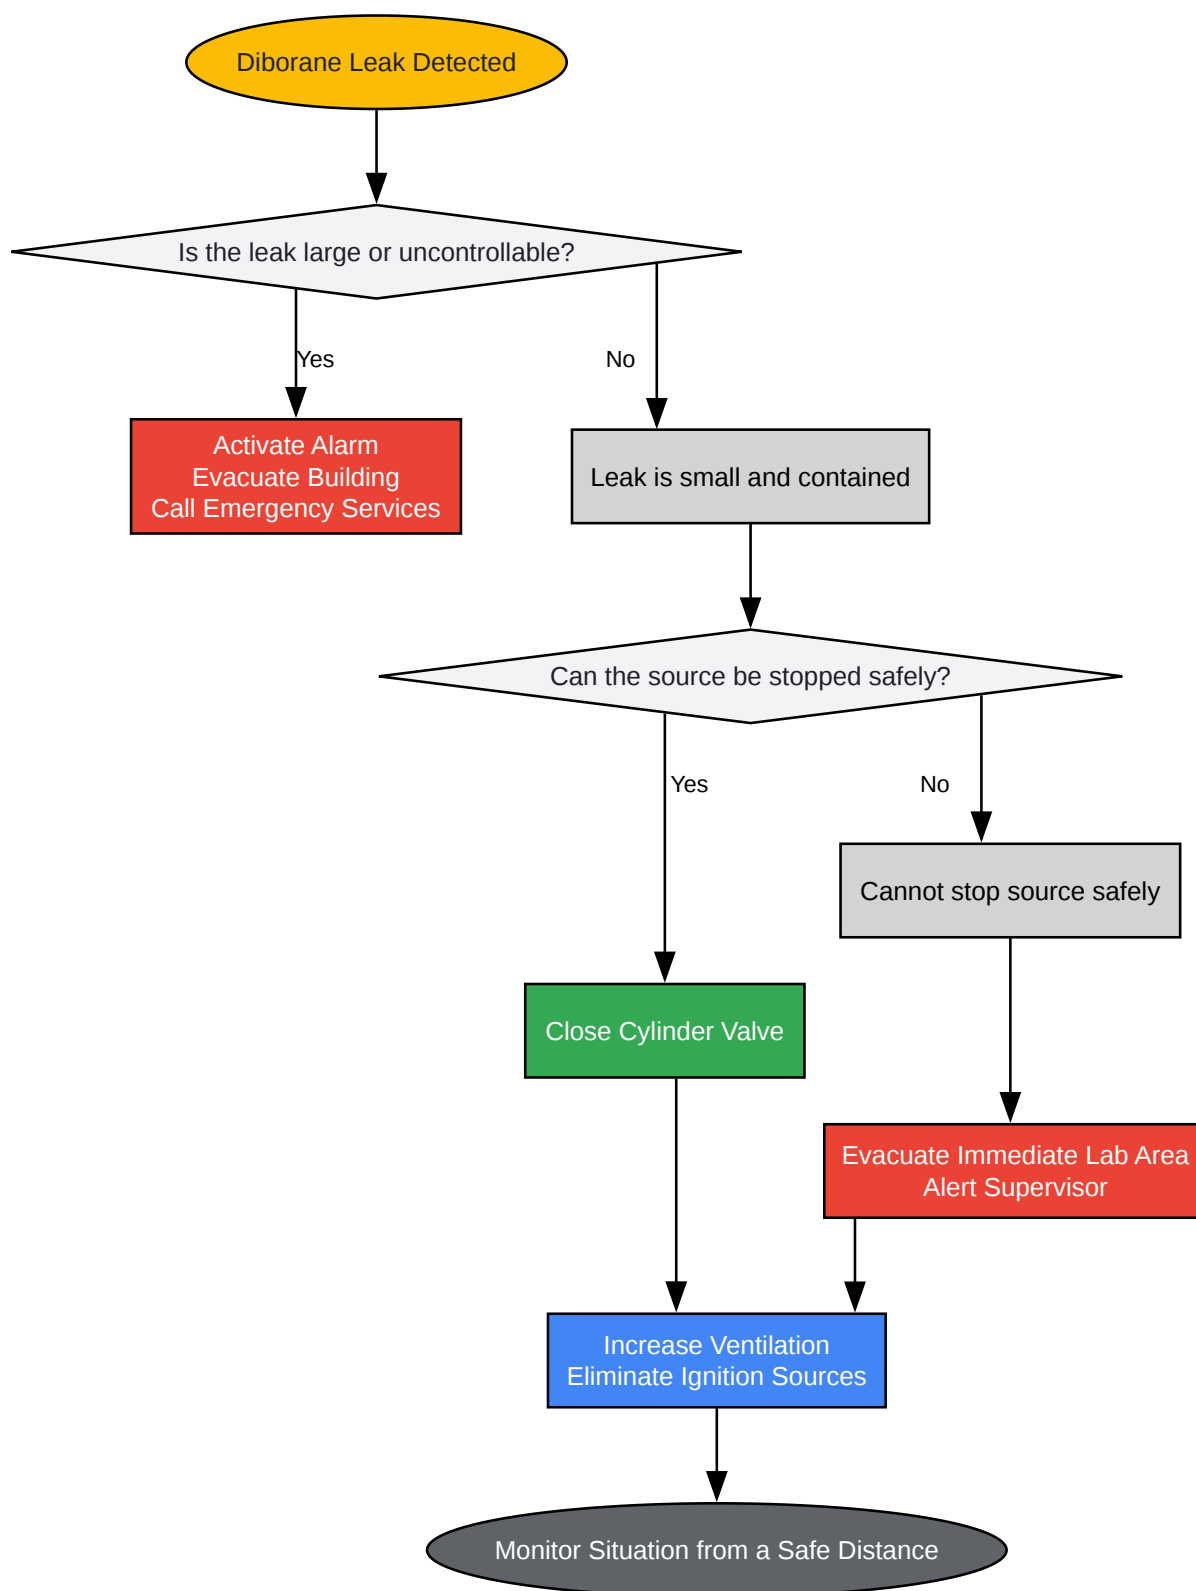 Diborane Leak Detected
Is the leak large or uncontrollable?
Yes
No
Activate Alarm
Evacuate Building
Call Emergency Services
Leak is small and contained
Can the source be stopped safely?
Yes
No
Cannot stop source safely
Close Cylinder Valve
Evacuate Immediate Lab Area
Alert Supervisor
Increase Ventilation
Eliminate Ignition Sources
Monitor Situation from a Safe Distance